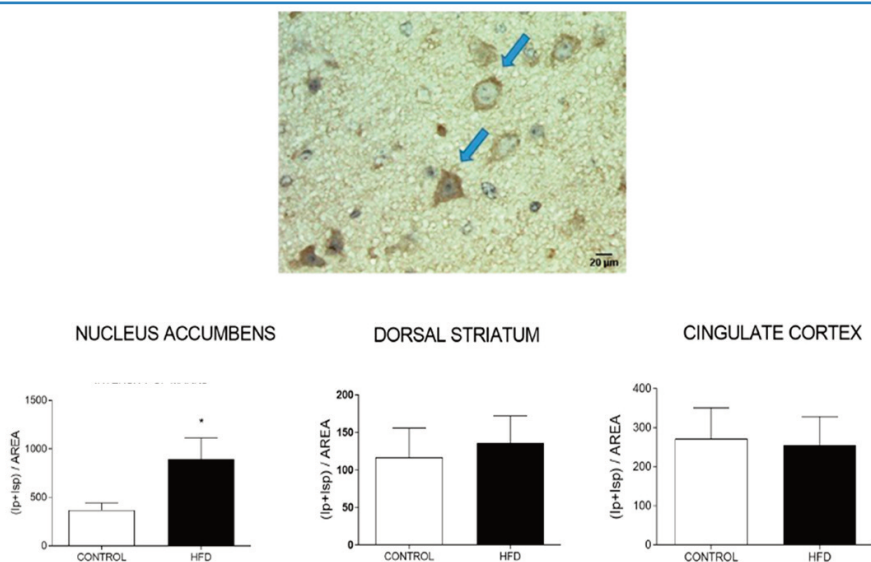 20 µm
NUCLEUS ACCUMBENS
(Ip+Isp) / AREA
1500
1000
500
0
*
CONTROL HFD
DORSAL STRIATUM
(Ip+Isp) / AREA
200
150
100
50
0
CONTROL HFD
CINGULATE CORTEX
(Ip+Isp) / AREA
400
300
200
100
0
CONTROL HFD